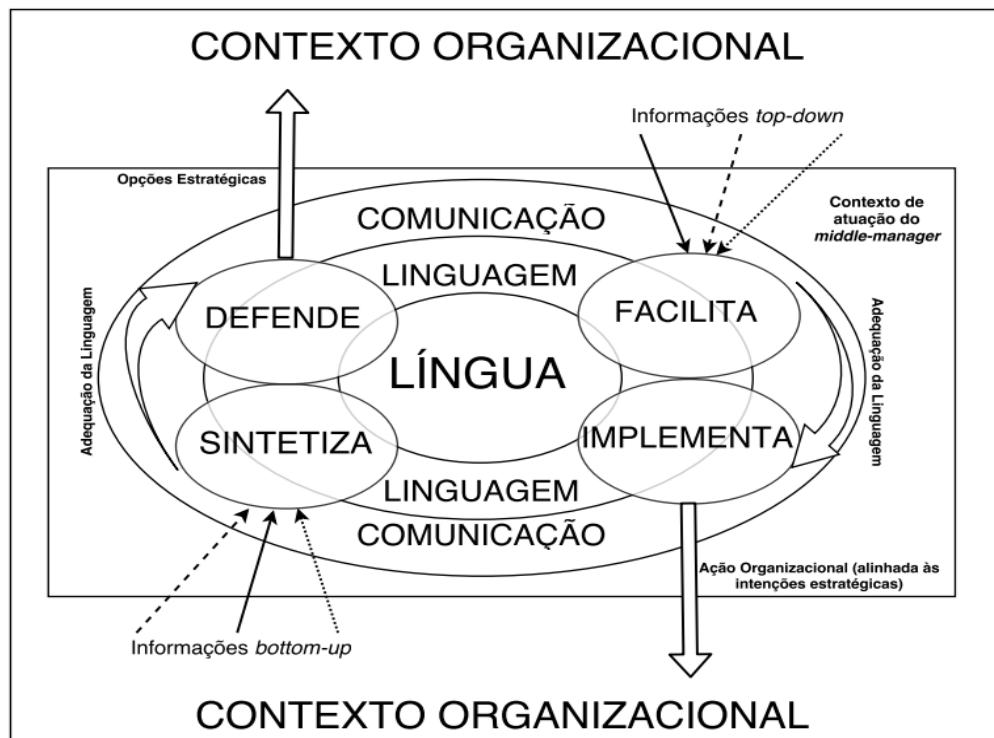 CONTEXTO ORGANIZACIONAL
Informações top-down
Opções Estratégicas
Contexto de
atuação do
middle-manager
COMUNICAÇÃO
LINGUAGEM
DEFENDE
FACILITA
Adequação da Linguagem
LÍNGUA
Adequação da Linguagem
SINTETIZA
IMPLEMENTA
LINGUAGEM
COMUNICAÇÃO
Ação Organizacional (alinhada às
intenções estratégicas)
Informações bottom-up
CONTEXTO ORGANIZACIONAL